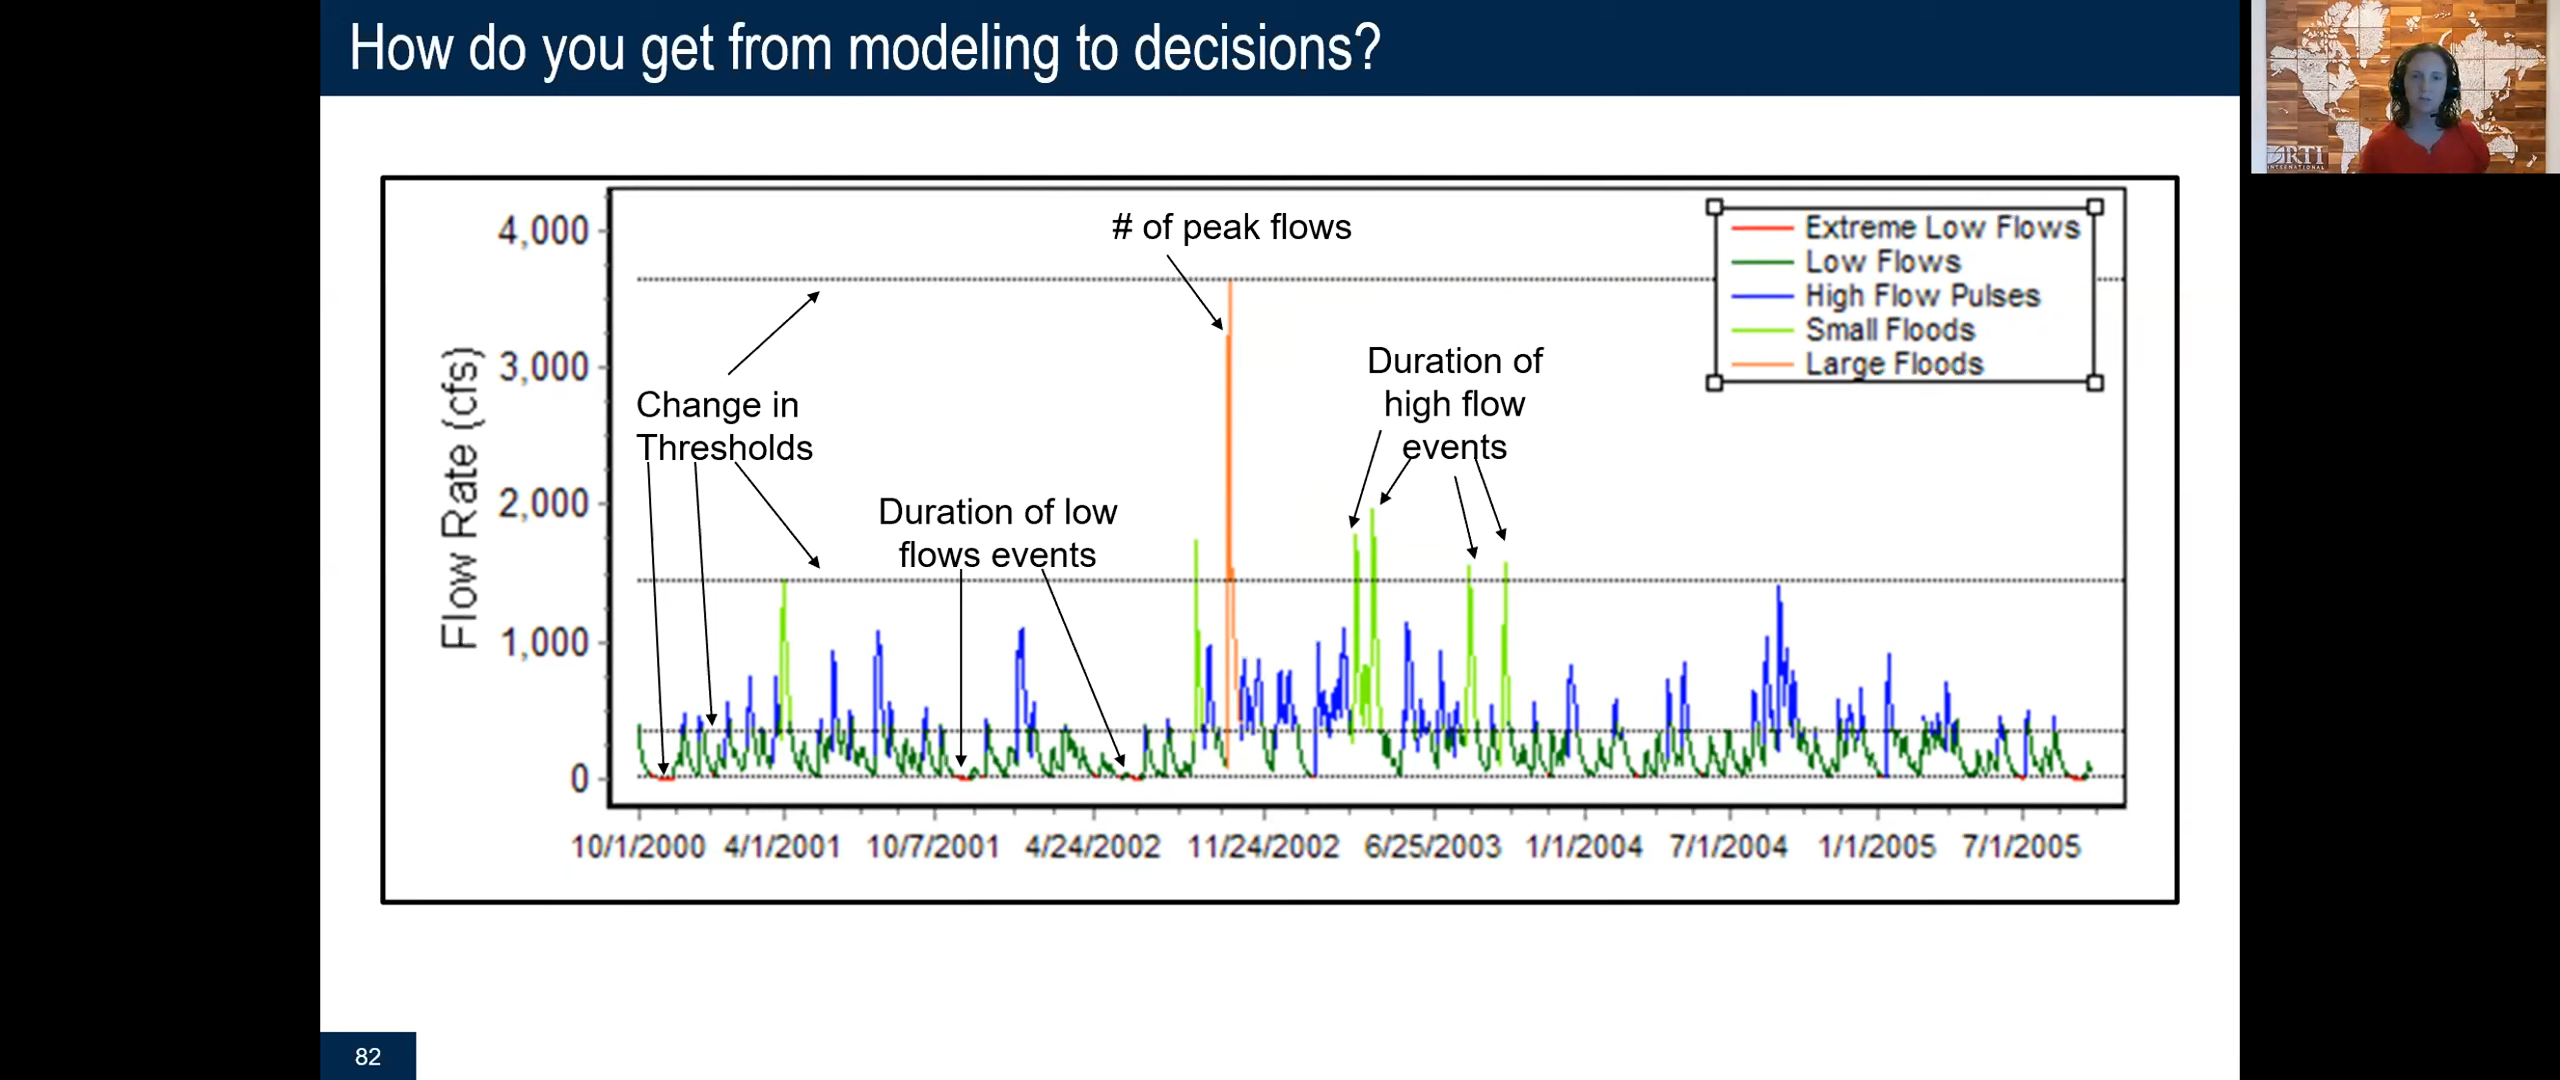 How do you get from modeling to decisions?
RTI
INTERNATIONAL
# of peak flows
Extreme Low Flows
Low Flows
High Flow Pulses
Small Floods
Large Floods
Change in
Thresholds
Duration of low
flows events
Duration of
high flow
events
Flow Rate (cfs)
4,000
3,000
2,000
1,000
0
10/1/2000 4/1/2001 10/7/2001 4/24/2002 11/24/2002 6/25/2003 1/1/2004 7/1/2004 1/1/2005 7/1/2005
82